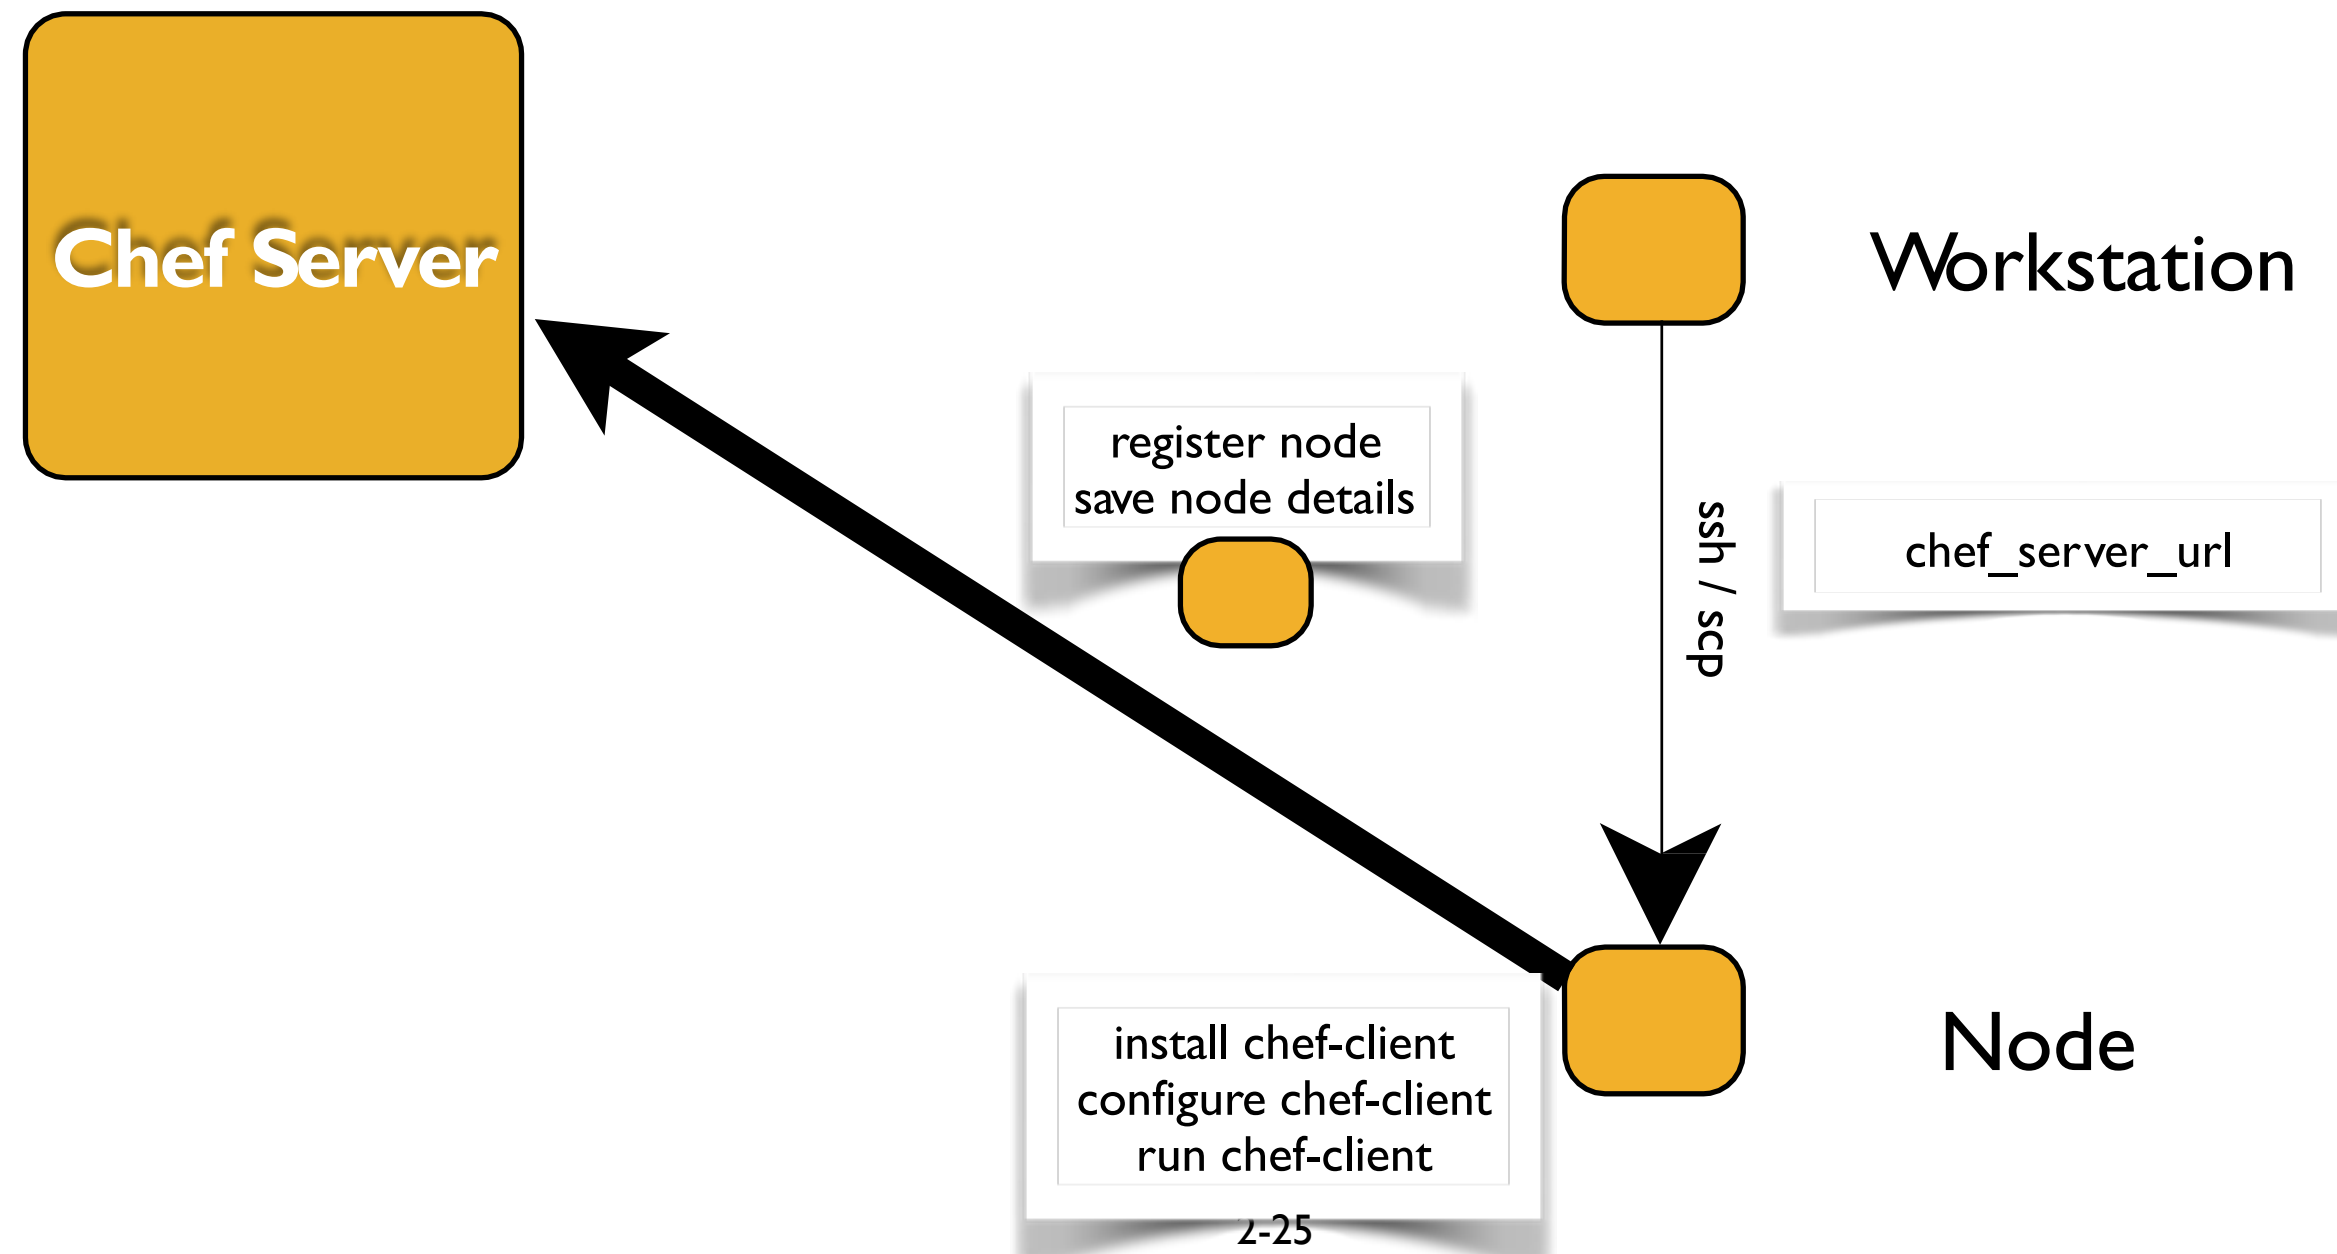 Chef Server
Workstation
register node
save node details
ssh / scp
chef_server_url
Node
install chef-client
configure chef-client
run chef-client
2-25